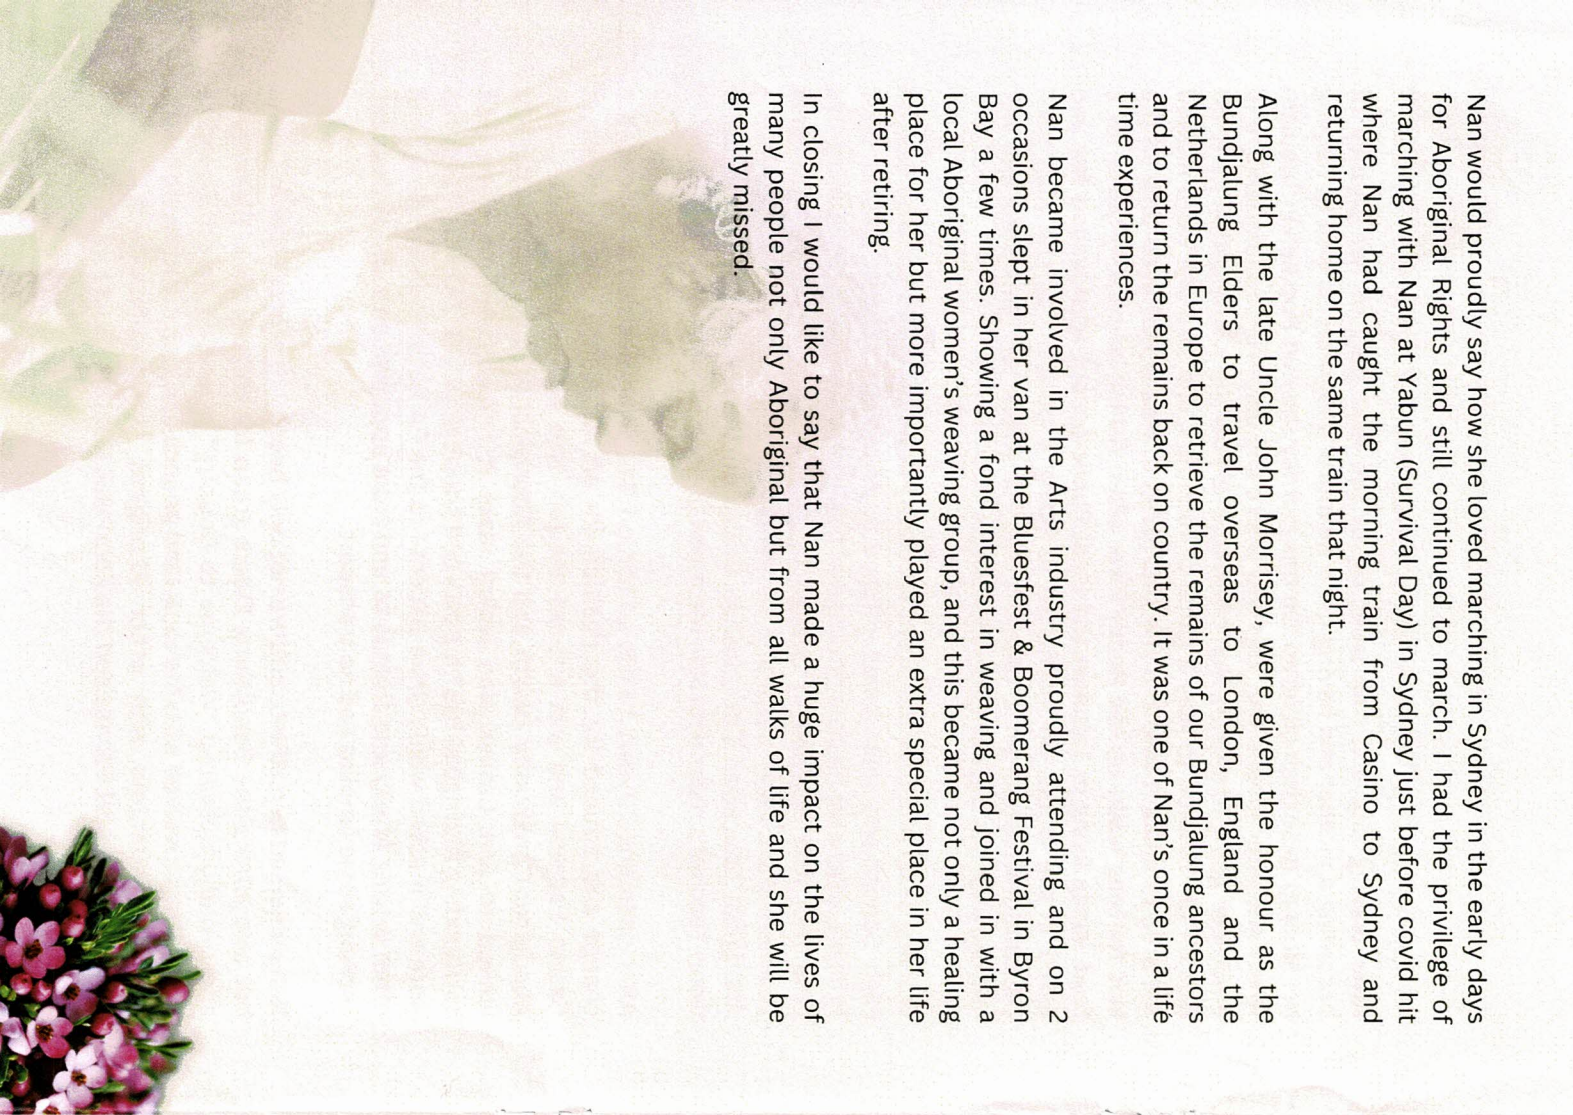 Nan would proudly say how she loved marching in Sydney in the early days
for Aboriginal Rights and still continued to march. I had the privilege of
marching with Nan at Yabun (Survival Day) in Sydney just before covid hit
where Nan had caught the morning train from Casino to Sydney and
returning home on the same train that night.
Along with the late Uncle John Morrisey, were given the honour as the
Bundjalung Elders to travel overseas to London, England and the
Netherlands in Europe to retrieve the remains of our Bundjalung ancestors
and to return the remains back on country. It was one of Nan's once in a life
time experiences.
Nan became involved in the Arts industry proudly attending and on 2
occasions slept in her van at the Bluesfest & Boomerang Festival in Byron
Bay a few times. Showing a fond interest in weaving and joined in with a
local Aboriginal women's weaving group, and this became not only a healing
place for her but more importantly played an extra special place in her life
after retiring.
In closing I would like to say that Nan made a huge impact on the lives of
many people not only Aboriginal but from all walks of life and she will be
greatly missed.